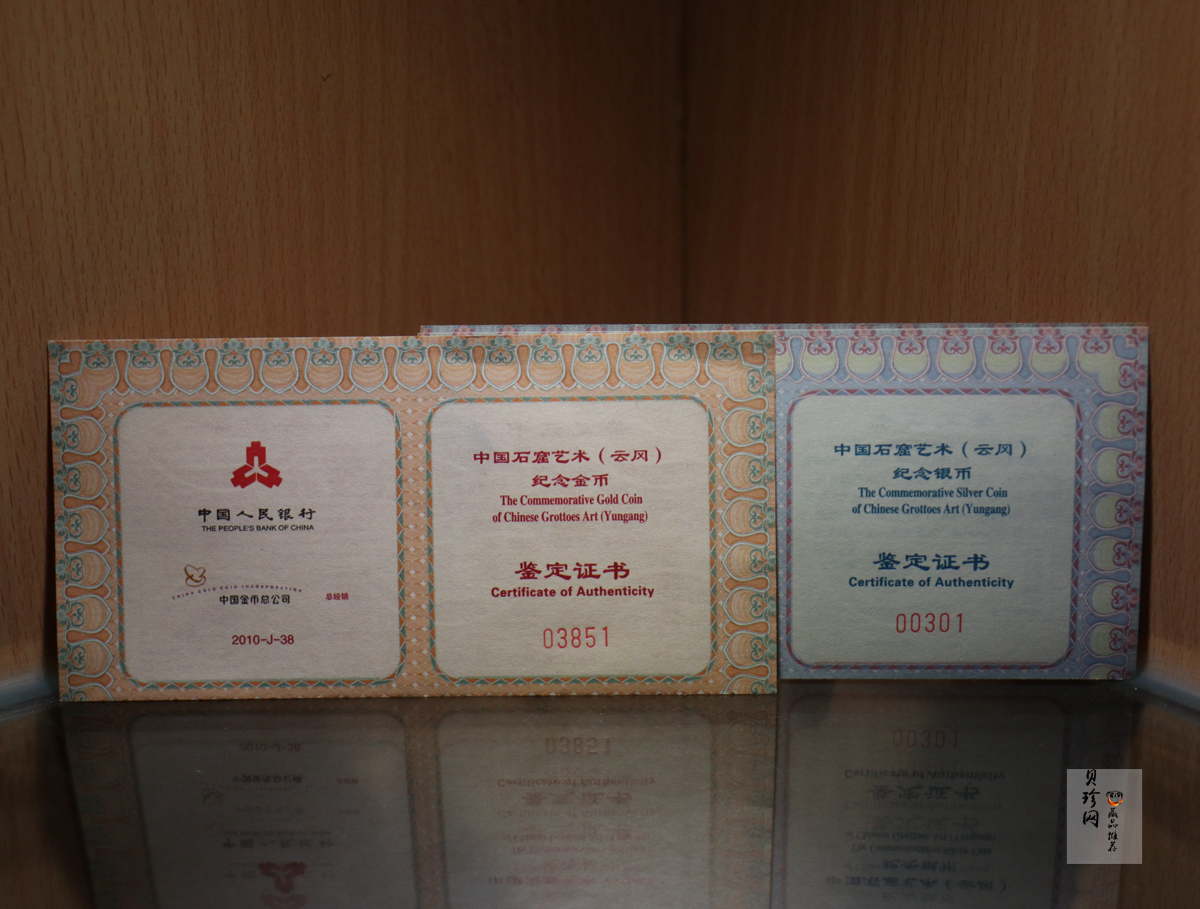 中国人民银行
THE PEOPLE'S BANK OF CHINA
CHINA GOLD COIN INCORPORATION
中国金币总公司
总经销
2010-J-38
中国石窟艺术（云冈）
纪念金币
The Commemorative Gold Coin
of Chinese Grottoes Art (Yungang)
鉴定证书
Certificate of Authenticity
03851
中国石窟艺术（云冈）
纪念银币
The Commemorative Silver Coin
of Chinese Grottoes Art (Yungang)
鉴定证书
Certificate of Authenticity
00301
贝珍网
藏品推荐